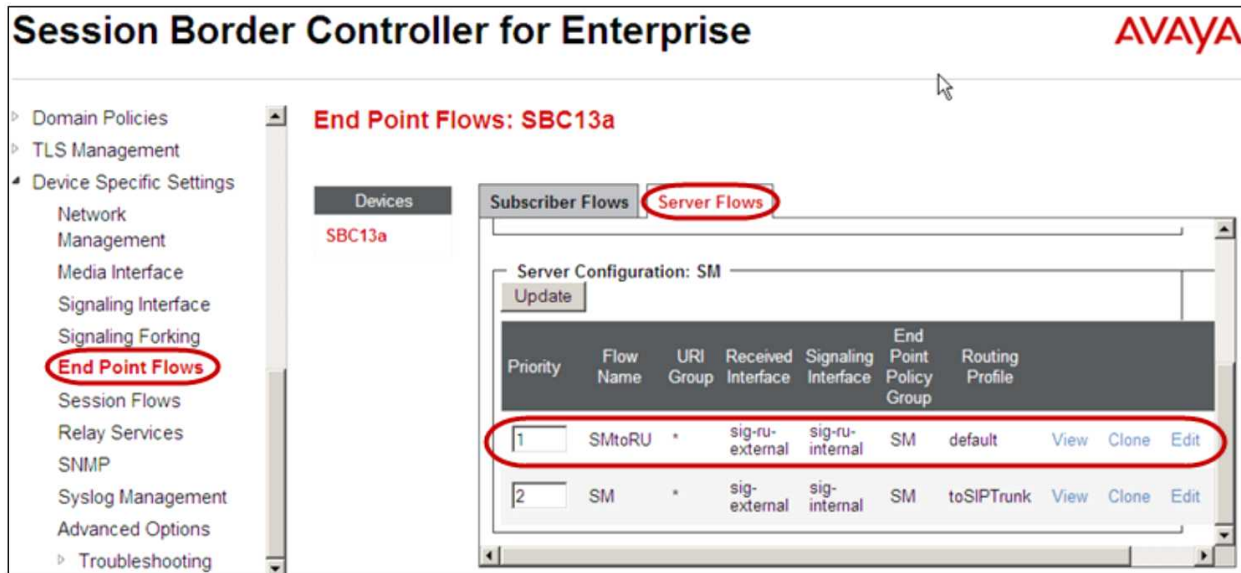 Session Border Controller for Enterprise
AVAYA
Domain Policies
TLS Management
Device Specific Settings
Network
Management
Media Interface
Signaling Interface
Signaling Forking
End Point Flows
Session Flows
Relay Services
SNMP
Syslog Management
Advanced Options
Troubleshooting
End Point Flows: SBC13a
Devices
SBC13a
Subscriber Flows Server Flows
Server Configuration: SM
Update
Priority Flow Name URI Group Received Interface Signaling Interface End Point Policy Group Routing Profile
1 SMtoRU * sig-ru-external sig-ru-internal SM default View Clone Edit
2 SM * sig-external sig-internal SM toSIPTrunk View Clone Edit